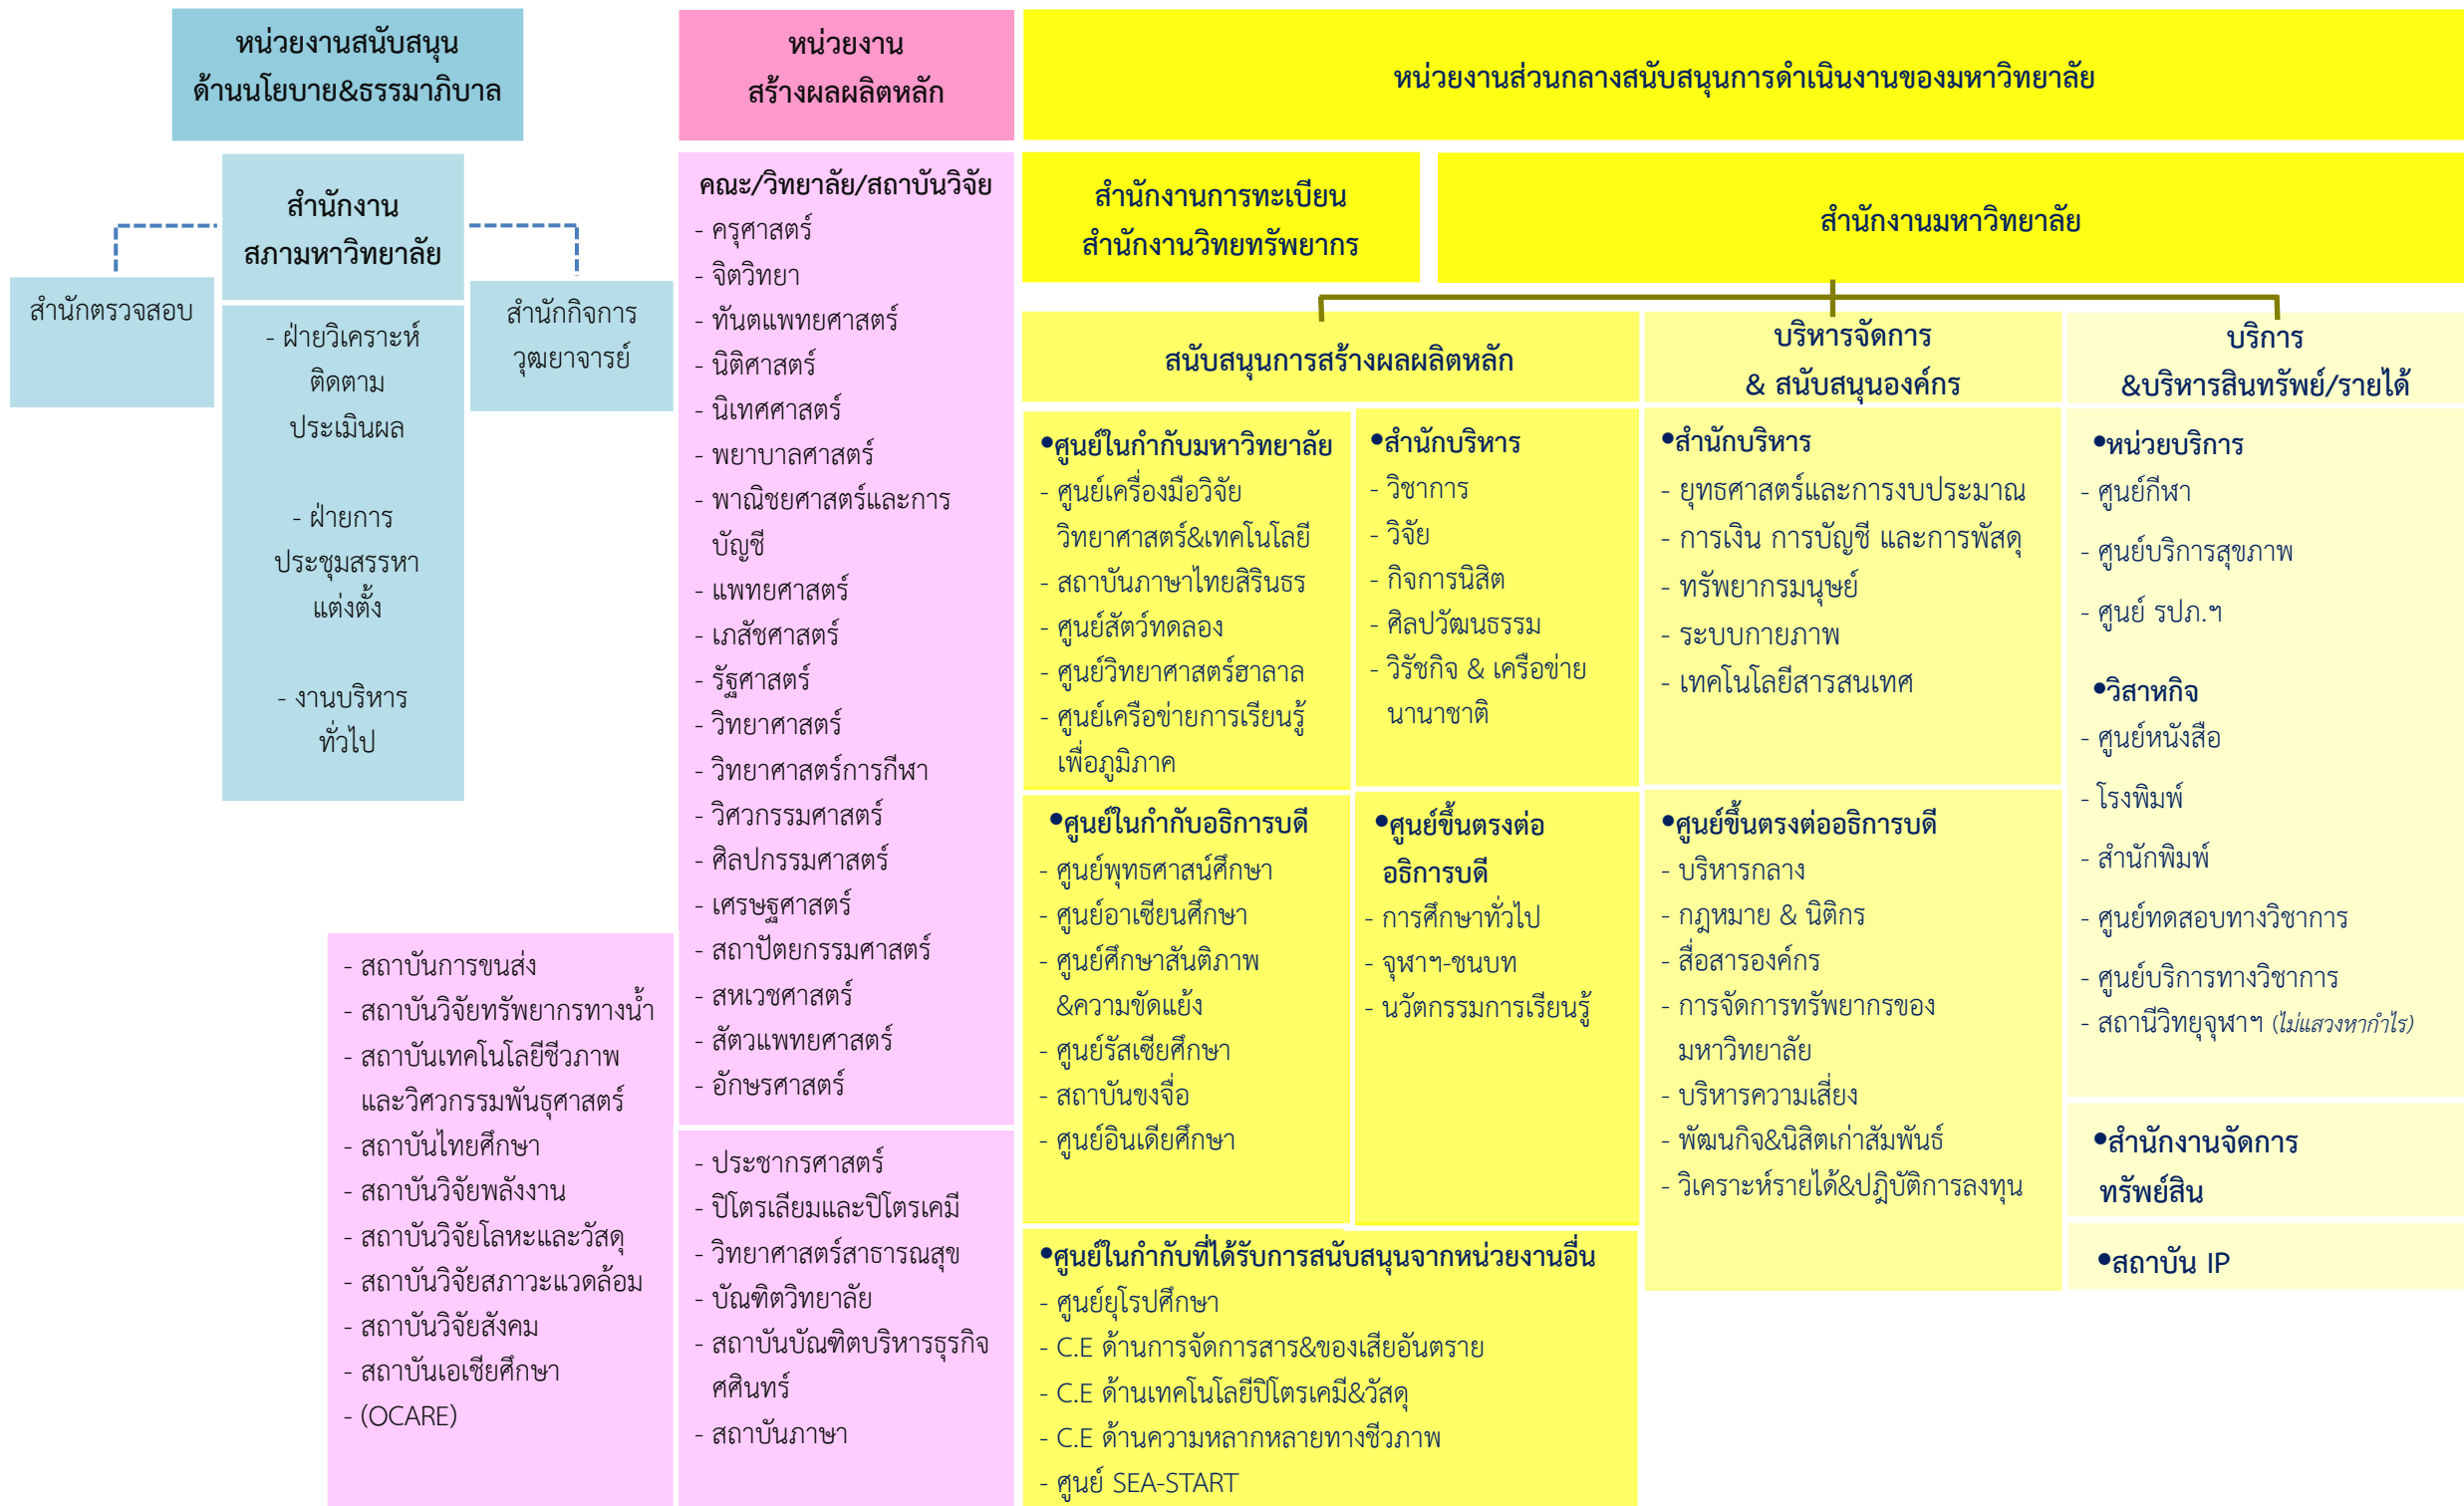 หน่วยงานสนับสนุน
ด้านนโยบาย&ธรรมาภิบาล
สำนักงาน
สภามหาวิทยาลัย
สำนักตรวจสอบ
- ฝ่ายวิเคราะห์
ติดตาม
ประเมินผล
- ฝ่ายการ
ประชุมสรรหา
แต่งตั้ง
- งานบริหาร
ทั่วไป
สำนักกิจการ
วุฒยาจารย์
หน่วยงาน
สร้างผลผลิตหลัก
คณะ/วิทยาลัย/สถาบันวิจัย
- ครุศาสตร์
- จิตวิทยา
- ทันตแพทยศาสตร์
- นิติศาสตร์
- นิเทศศาสตร์
- พยาบาลศาสตร์
- พาณิชยศาสตร์และการ
บัญชี
- แพทยศาสตร์
- เภสัชศาสตร์
- รัฐศาสตร์
- วิทยาศาสตร์
- วิทยาศาสตร์การกีฬา
- วิศวกรรมศาสตร์
- ศิลปกรรมศาสตร์
- เศรษฐศาสตร์
- สถาปัตยกรรมศาสตร์
- สหเวชศาสตร์
- สัตวแพทยศาสตร์
- อักษรศาสตร์
- สถาบันการขนส่ง
- สถาบันวิจัยทรัพยากรทางน้ำ
- สถาบันเทคโนโลยีชีวภาพ
และวิศวกรรมพันธุศาสตร์
- สถาบันไทยศึกษา
- สถาบันวิจัยพลังงาน
- สถาบันวิจัยโลหะและวัสดุ
- สถาบันวิจัยสภาวะแวดล้อม
- สถาบันวิจัยสังคม
- สถาบันเอเชียศึกษา
- (OCARE)
- ประชากรศาสตร์
- ปิโตรเลียมและปิโตรเคมี
- วิทยาศาสตร์สาธารณสุข
- บัณฑิตวิทยาลัย
- สถาบันบัณฑิตบริหารธุรกิจ
ศศินทร์
- สถาบันภาษา
หน่วยงานส่วนกลางสนับสนุนการดำเนินงานของมหาวิทยาลัย
สำนักงานการทะเบียน
สำนักงานวิทยทรัพยากร
สำนักงานมหาวิทยาลัย
สนับสนุนการสร้างผลผลิตหลัก
•ศูนย์ในกำกับมหาวิทยาลัย
- ศูนย์เครื่องมือวิจัย
วิทยาศาสตร์&เทคโนโลยี
- สถาบันภาษาไทยสิรินธร
- ศูนย์สัตว์ทดลอง
- ศูนย์วิทยาศาสตร์ฮาลาล
- ศูนย์เครือข่ายการเรียนรู้
เพื่อภูมิภาค
•สำนักบริหาร
- วิชาการ
- วิจัย
- กิจการนิสิต
- ศิลปวัฒนธรรม
- วิรัชกิจ & เครือข่าย
นานาชาติ
•ศูนย์ในกำกับอธิการบดี
- ศูนย์พุทธศาสน์ศึกษา
- ศูนย์อาเซียนศึกษา
- ศูนย์ศึกษาสันติภาพ
&ความขัดแย้ง
- ศูนย์รัสเซียศึกษา
- สถาบันขงจื่อ
- ศูนย์อินเดียศึกษา
•ศูนย์ขึ้นตรงต่อ
อธิการบดี
- การศึกษาทั่วไป
- จุฬาฯ-ชนบท
- นวัตกรรมการเรียนรู้
•ศูนย์ในกำกับที่ได้รับการสนับสนุนจากหน่วยงานอื่น
- ศูนย์ยุโรปศึกษา
- C.E ด้านการจัดการสาร&ของเสียอันตราย
- C.E ด้านเทคโนโลยีปิโตรเคมี&วัสดุ
- C.E ด้านความหลากหลายทางชีวภาพ
- ศูนย์ SEA-START
บริหารจัดการ
& สนับสนุนองค์กร
•สำนักบริหาร
- ยุทธศาสตร์และการงบประมาณ
- การเงิน การบัญชี และการพัสดุ
- ทรัพยากรมนุษย์
- ระบบกายภาพ
- เทคโนโลยีสารสนเทศ
•ศูนย์ขึ้นตรงต่ออธิการบดี
- บริหารกลาง
- กฎหมาย & นิติกร
- สื่อสารองค์กร
- การจัดการทรัพยากรของ
มหาวิทยาลัย
- บริหารความเสี่ยง
- พัฒนกิจ&นิสิตเก่าสัมพันธ์
- วิเคราะห์รายได้&ปฎิบัติการลงทุน
บริการ
&บริหารสินทรัพย์/รายได้
•หน่วยบริการ
- ศูนย์กีฬา
- ศูนย์บริการสุขภาพ
- ศูนย์ รปภ.ฯ
•วิสาหกิจ
- ศูนย์หนังสือ
- โรงพิมพ์
- สำนักพิมพ์
- ศูนย์ทดสอบทางวิชาการ
- ศูนย์บริการทางวิชาการ
- สถานีวิทยุจุฬาฯ (ไม่แสวงหากำไร)
•สำนักงานจัดการ
ทรัพย์สิน
•สถาบัน IP